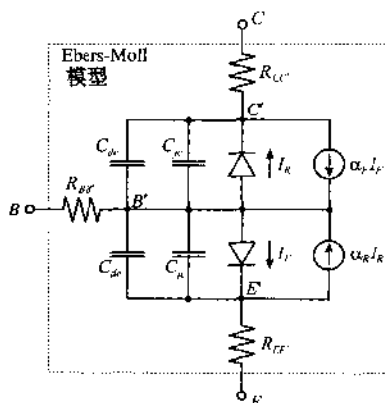 C
Ebers-Moll
模型
R_CC'
C'
C_dc
C_jc
I_R
α_F I_F
R_BB'
B
B'
C_de
C_je
I_F
α_R I_R
E'
R_EE'
E